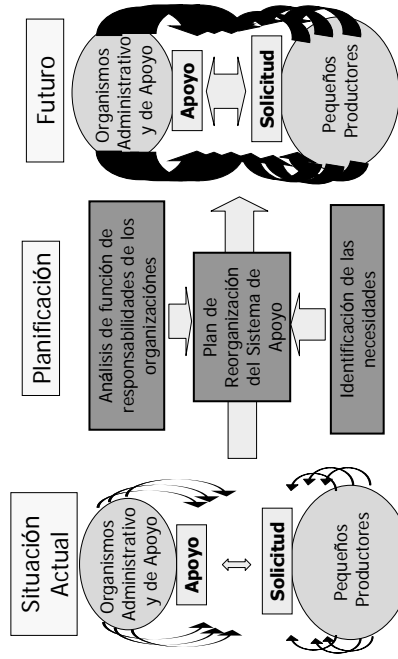 Situación
Actual
Organismos
Administrativo
y de Apoyo
Apoyo
Solicitud
Pequeños
Productores
Planificación
Análisis de función de
responsabilidades de los
organizaciónes
Plan de
Reorganización
del Sistema de
Apoyo
Identificación de las
necesidades
Futuro
Organismos
Administrativo
y de Apoyo
Apoyo
Solicitud
Pequeños
Productores